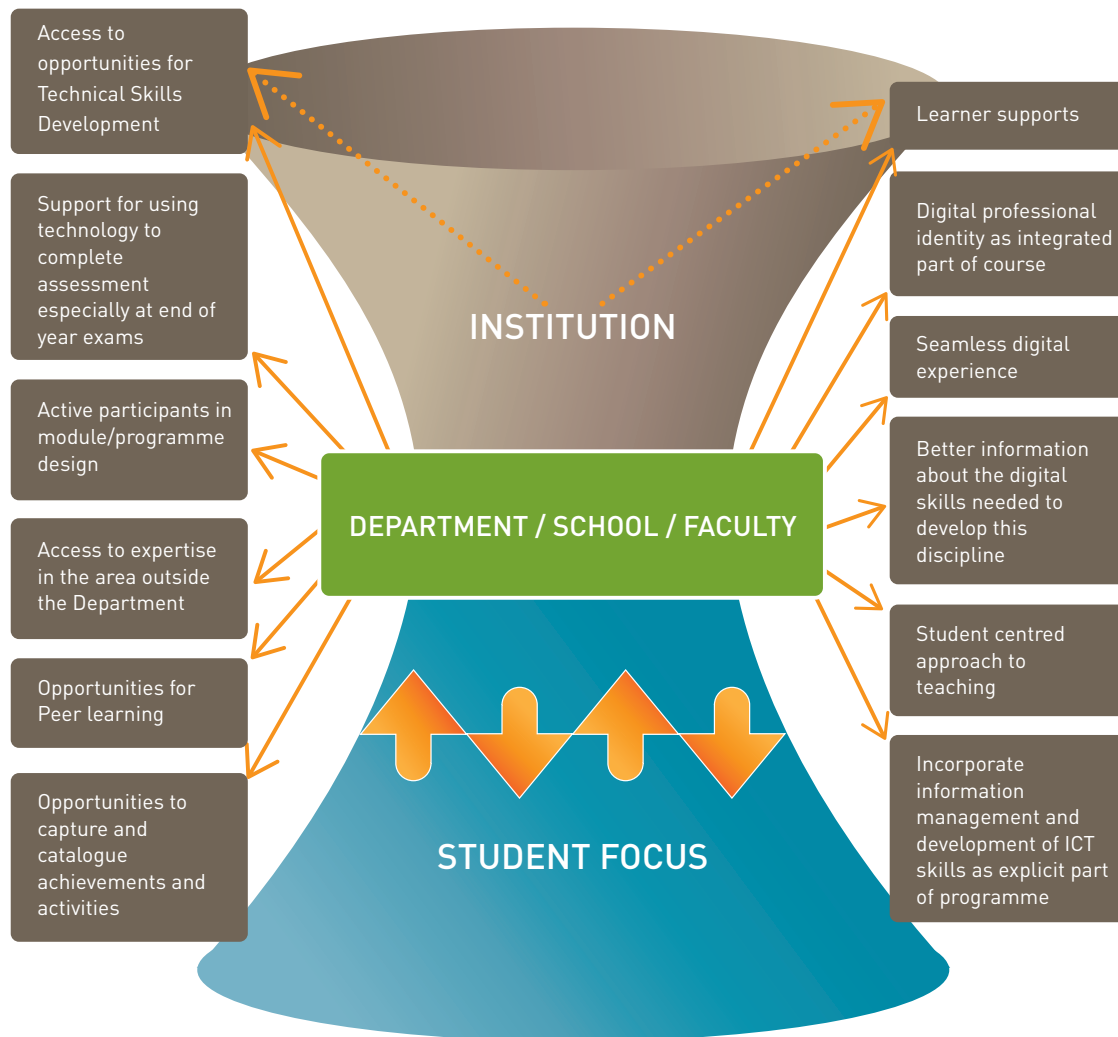 Access to
opportunities for
Technical Skills
Development
Support for using
technology to
complete
assessment
especially at end of
year exams
Active participants in
module/programme
design
Access to expertise
in the area outside
the Department
Opportunities for
Peer learning
Opportunities to
capture and
catalogue
achievements and
activities
INSTITUTION
DEPARTMENT / SCHOOL / FACULTY
STUDENT FOCUS
Learner supports
Digital professional
identity as integrated
part of course
Seamless digital
experience
Better information
about the digital
skills needed to
develop this
discipline
Student centred
approach to
teaching
Incorporate
information
management and
development of ICT
skills as explicit part
of programme